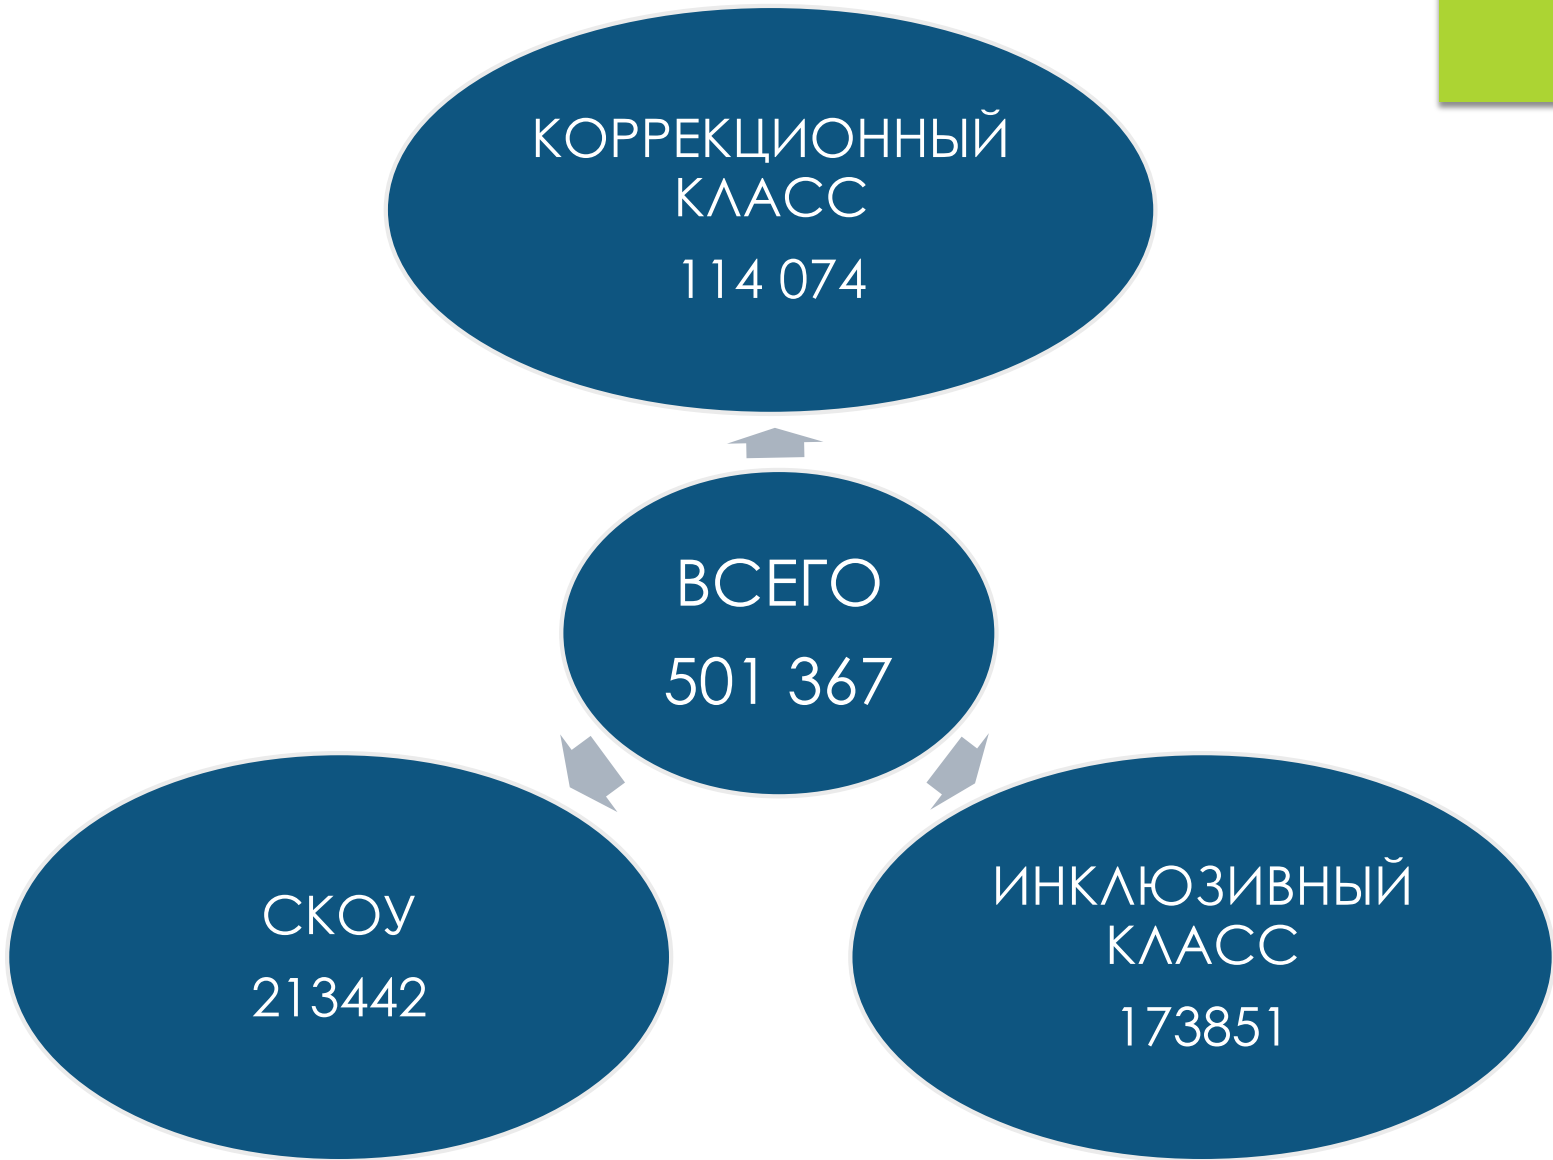 КОРРЕКЦИОННЫЙ
КЛАСС
114 074
ВСЕГО
501 367
СКОУ
213442
ИНКЛЮЗИВНЫЙ
КЛАСС
173851